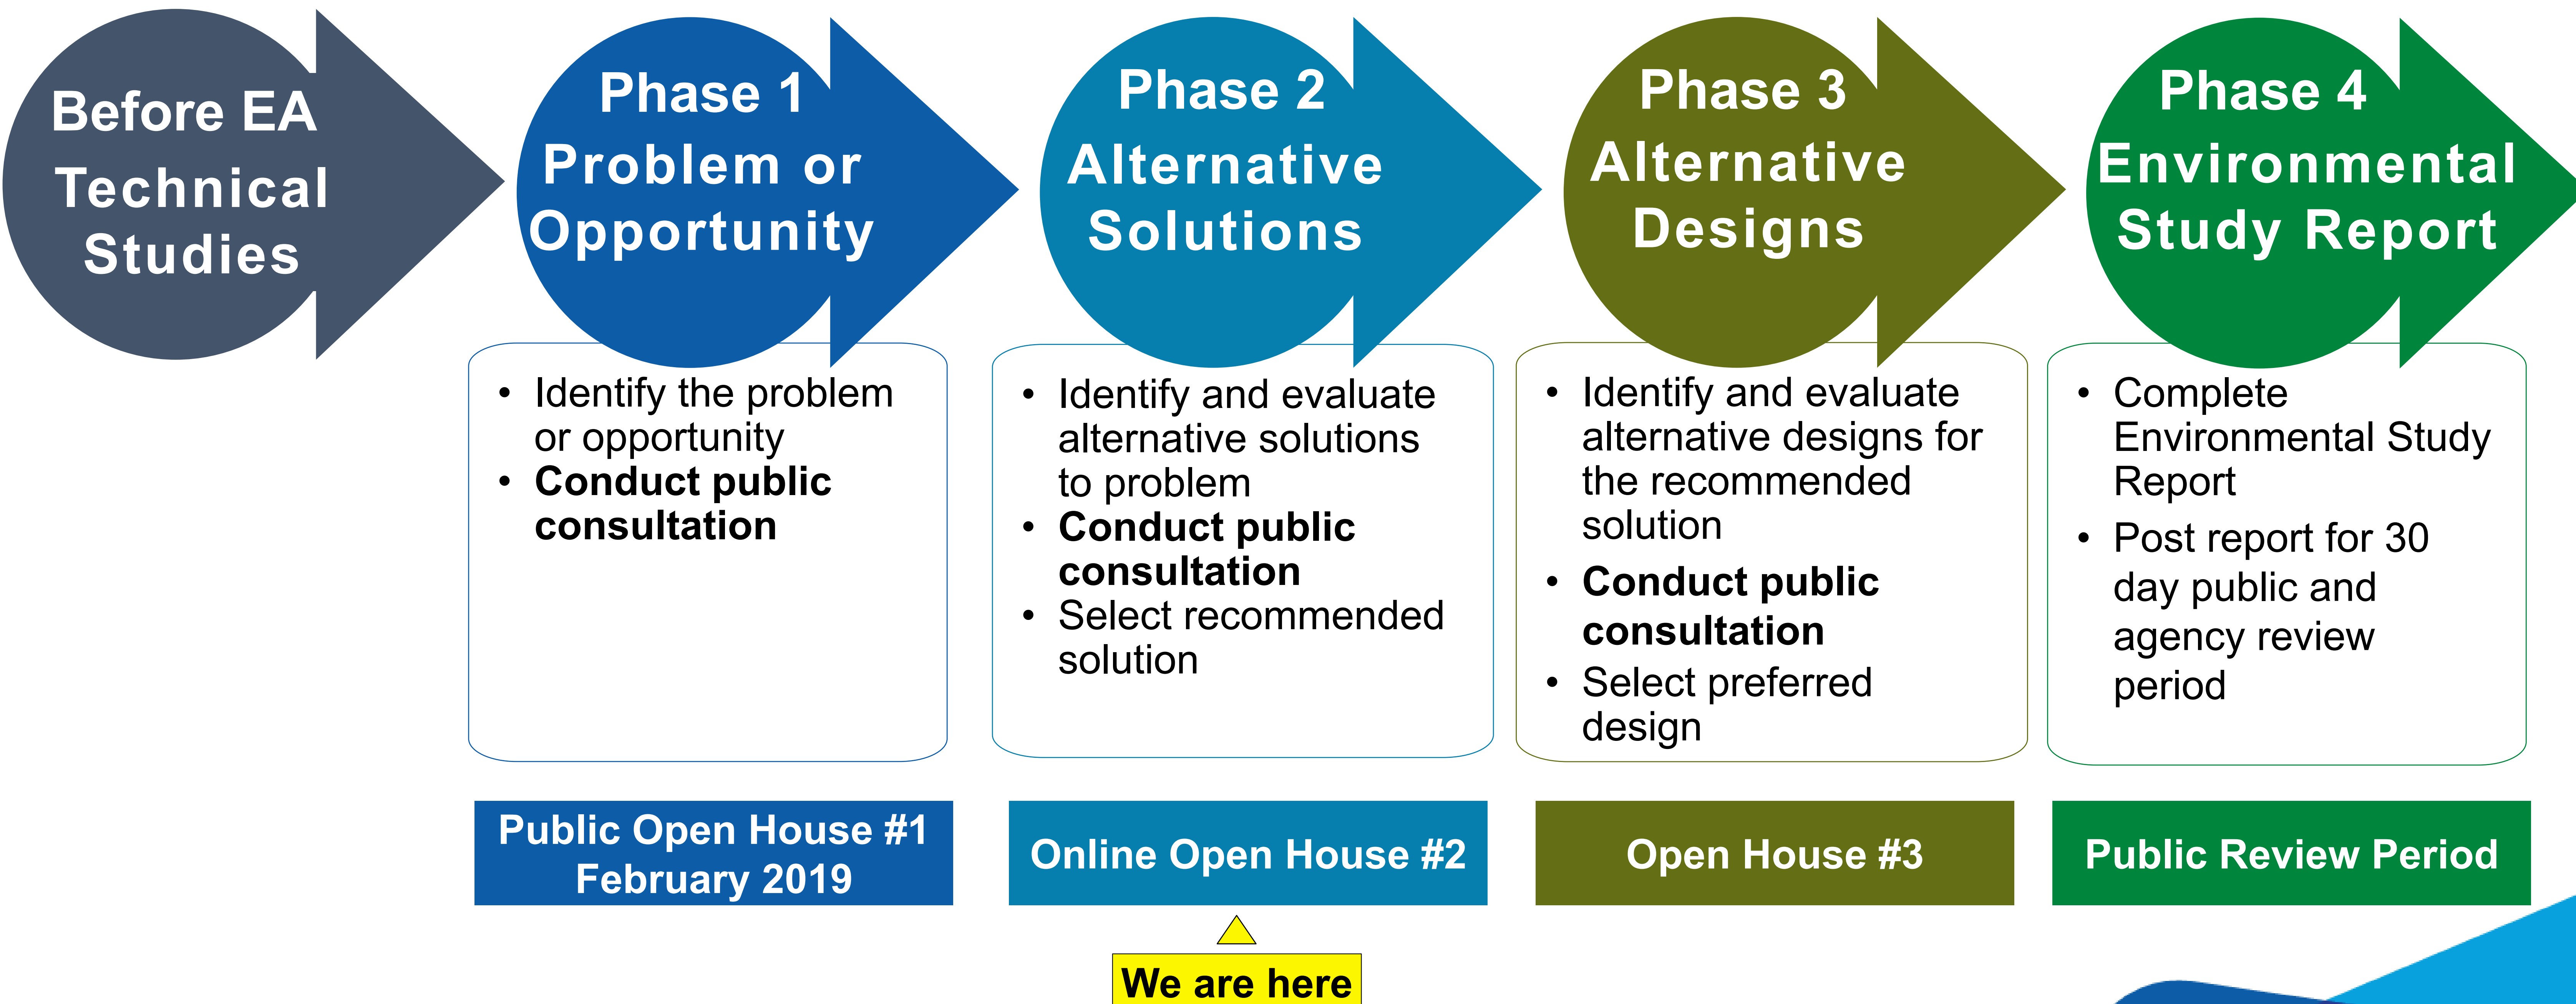 Before EA
Technical
Studies
Phase 1
Problem or
Opportunity
Phase 2
Alternative
Solutions
Phase 3
Alternative
Designs
Phase 4
Environmental
Study Report
• Identify the problem
or opportunity
• Conduct public
consultation
• Identify and evaluate
alternative solutions
to problem
• Conduct public
consultation
• Select recommended
solution
• Identify and evaluate
alternative designs for
the recommended
solution
• Conduct public
consultation
• Select preferred
design
• Complete
Environmental Study
Report
• Post report for 30
day public and
agency review
period
Public Open House #1
February 2019
Online Open House #2
Open House #3
Public Review Period
We are here